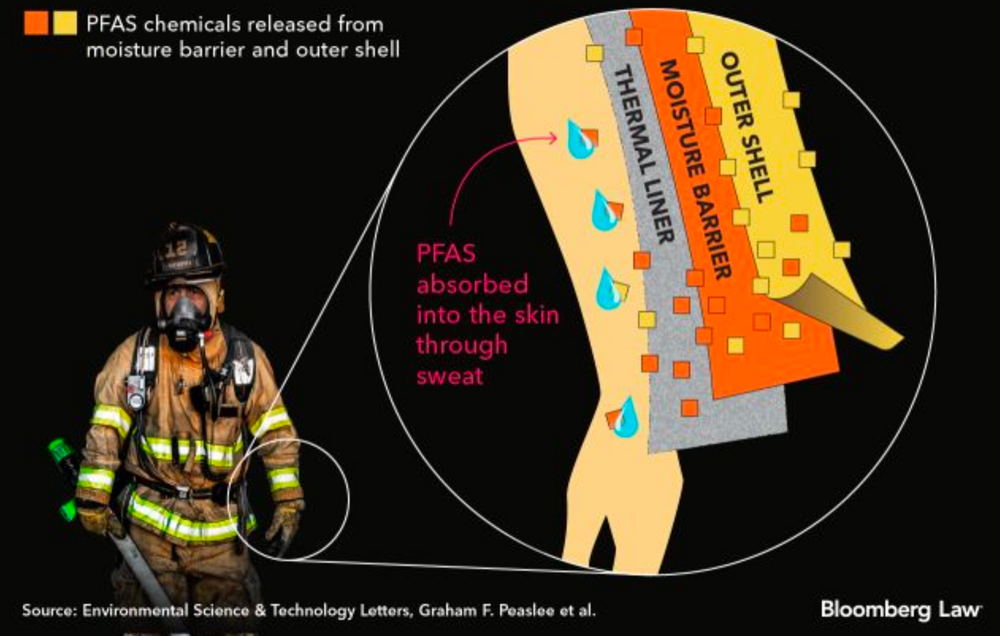 PFAS chemicals released from
moisture barrier and outer shell
THERMAL LINER
MOISTURE BARRIER
OUTER SHELL
PFAS
absorbed
into the skin
through
sweat
12
Source: Environmental Science & Technology Letters, Graham F. Peaslee et al.
Bloomberg Law